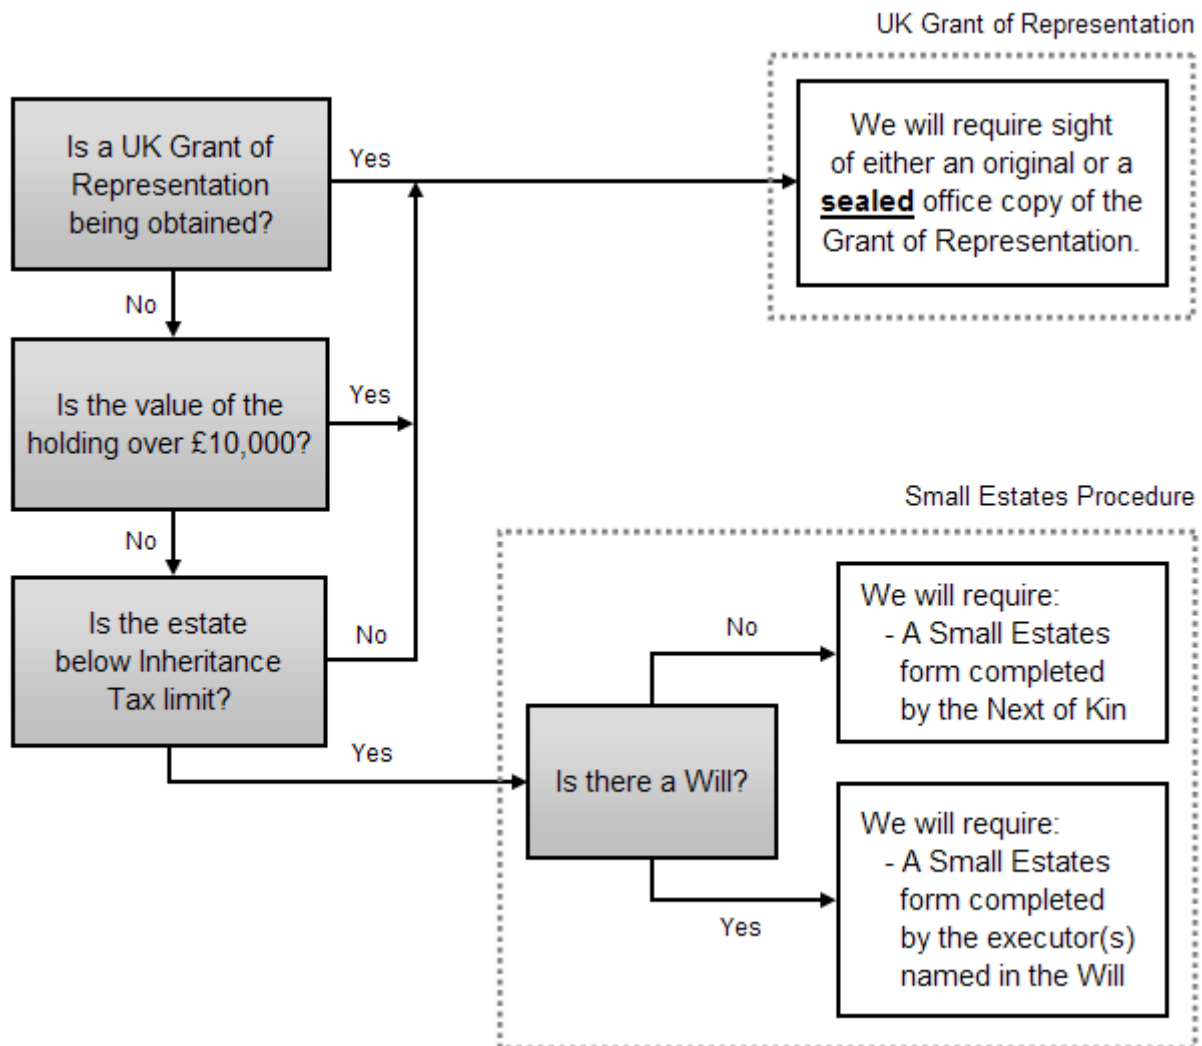 UK Grant of Representation
Is a UK Grant of
Representation
being obtained?
Yes
We will require sight
of either an original or a
sealed office copy of the
Grant of Representation.
No
Is the value of the
holding over £10,000?
Yes
No
Is the estate
below Inheritance
Tax limit?
No
Yes
Small Estates Procedure
Is there a Will?
No
We will require:
- A Small Estates
form completed
by the Next of Kin
Yes
We will require:
- A Small Estates
form completed
by the executor(s)
named in the Will